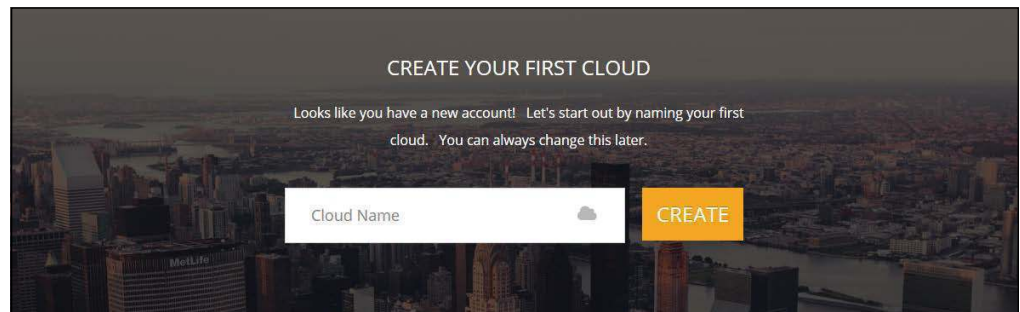 CREATE YOUR FIRST CLOUD
Looks like you have a new account! Let's start out by naming your first
cloud. You can always change this later.
Cloud Name
CREATE
MetLife